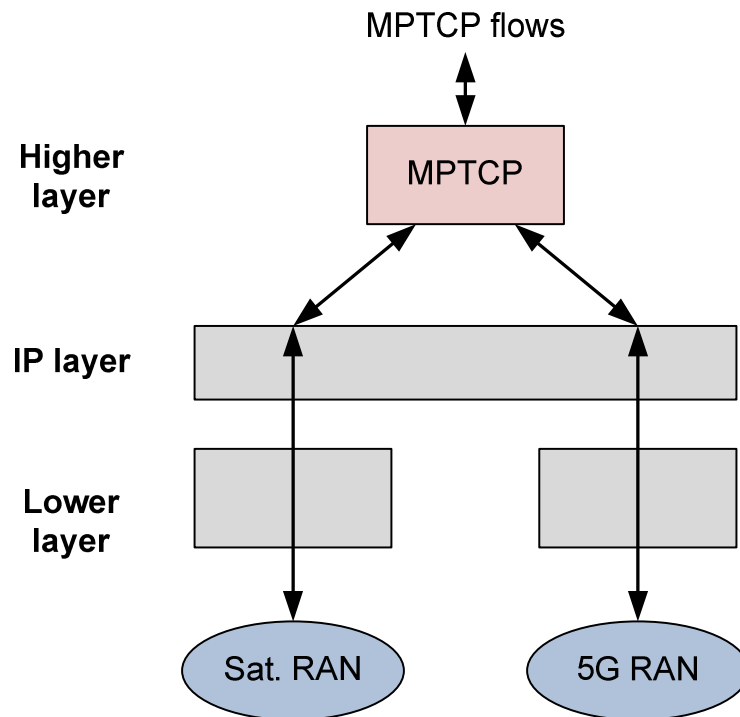 MPTCP flows
Higher
layer
MPTCP
IP layer
Lower
layer
Sat. RAN
5G RAN